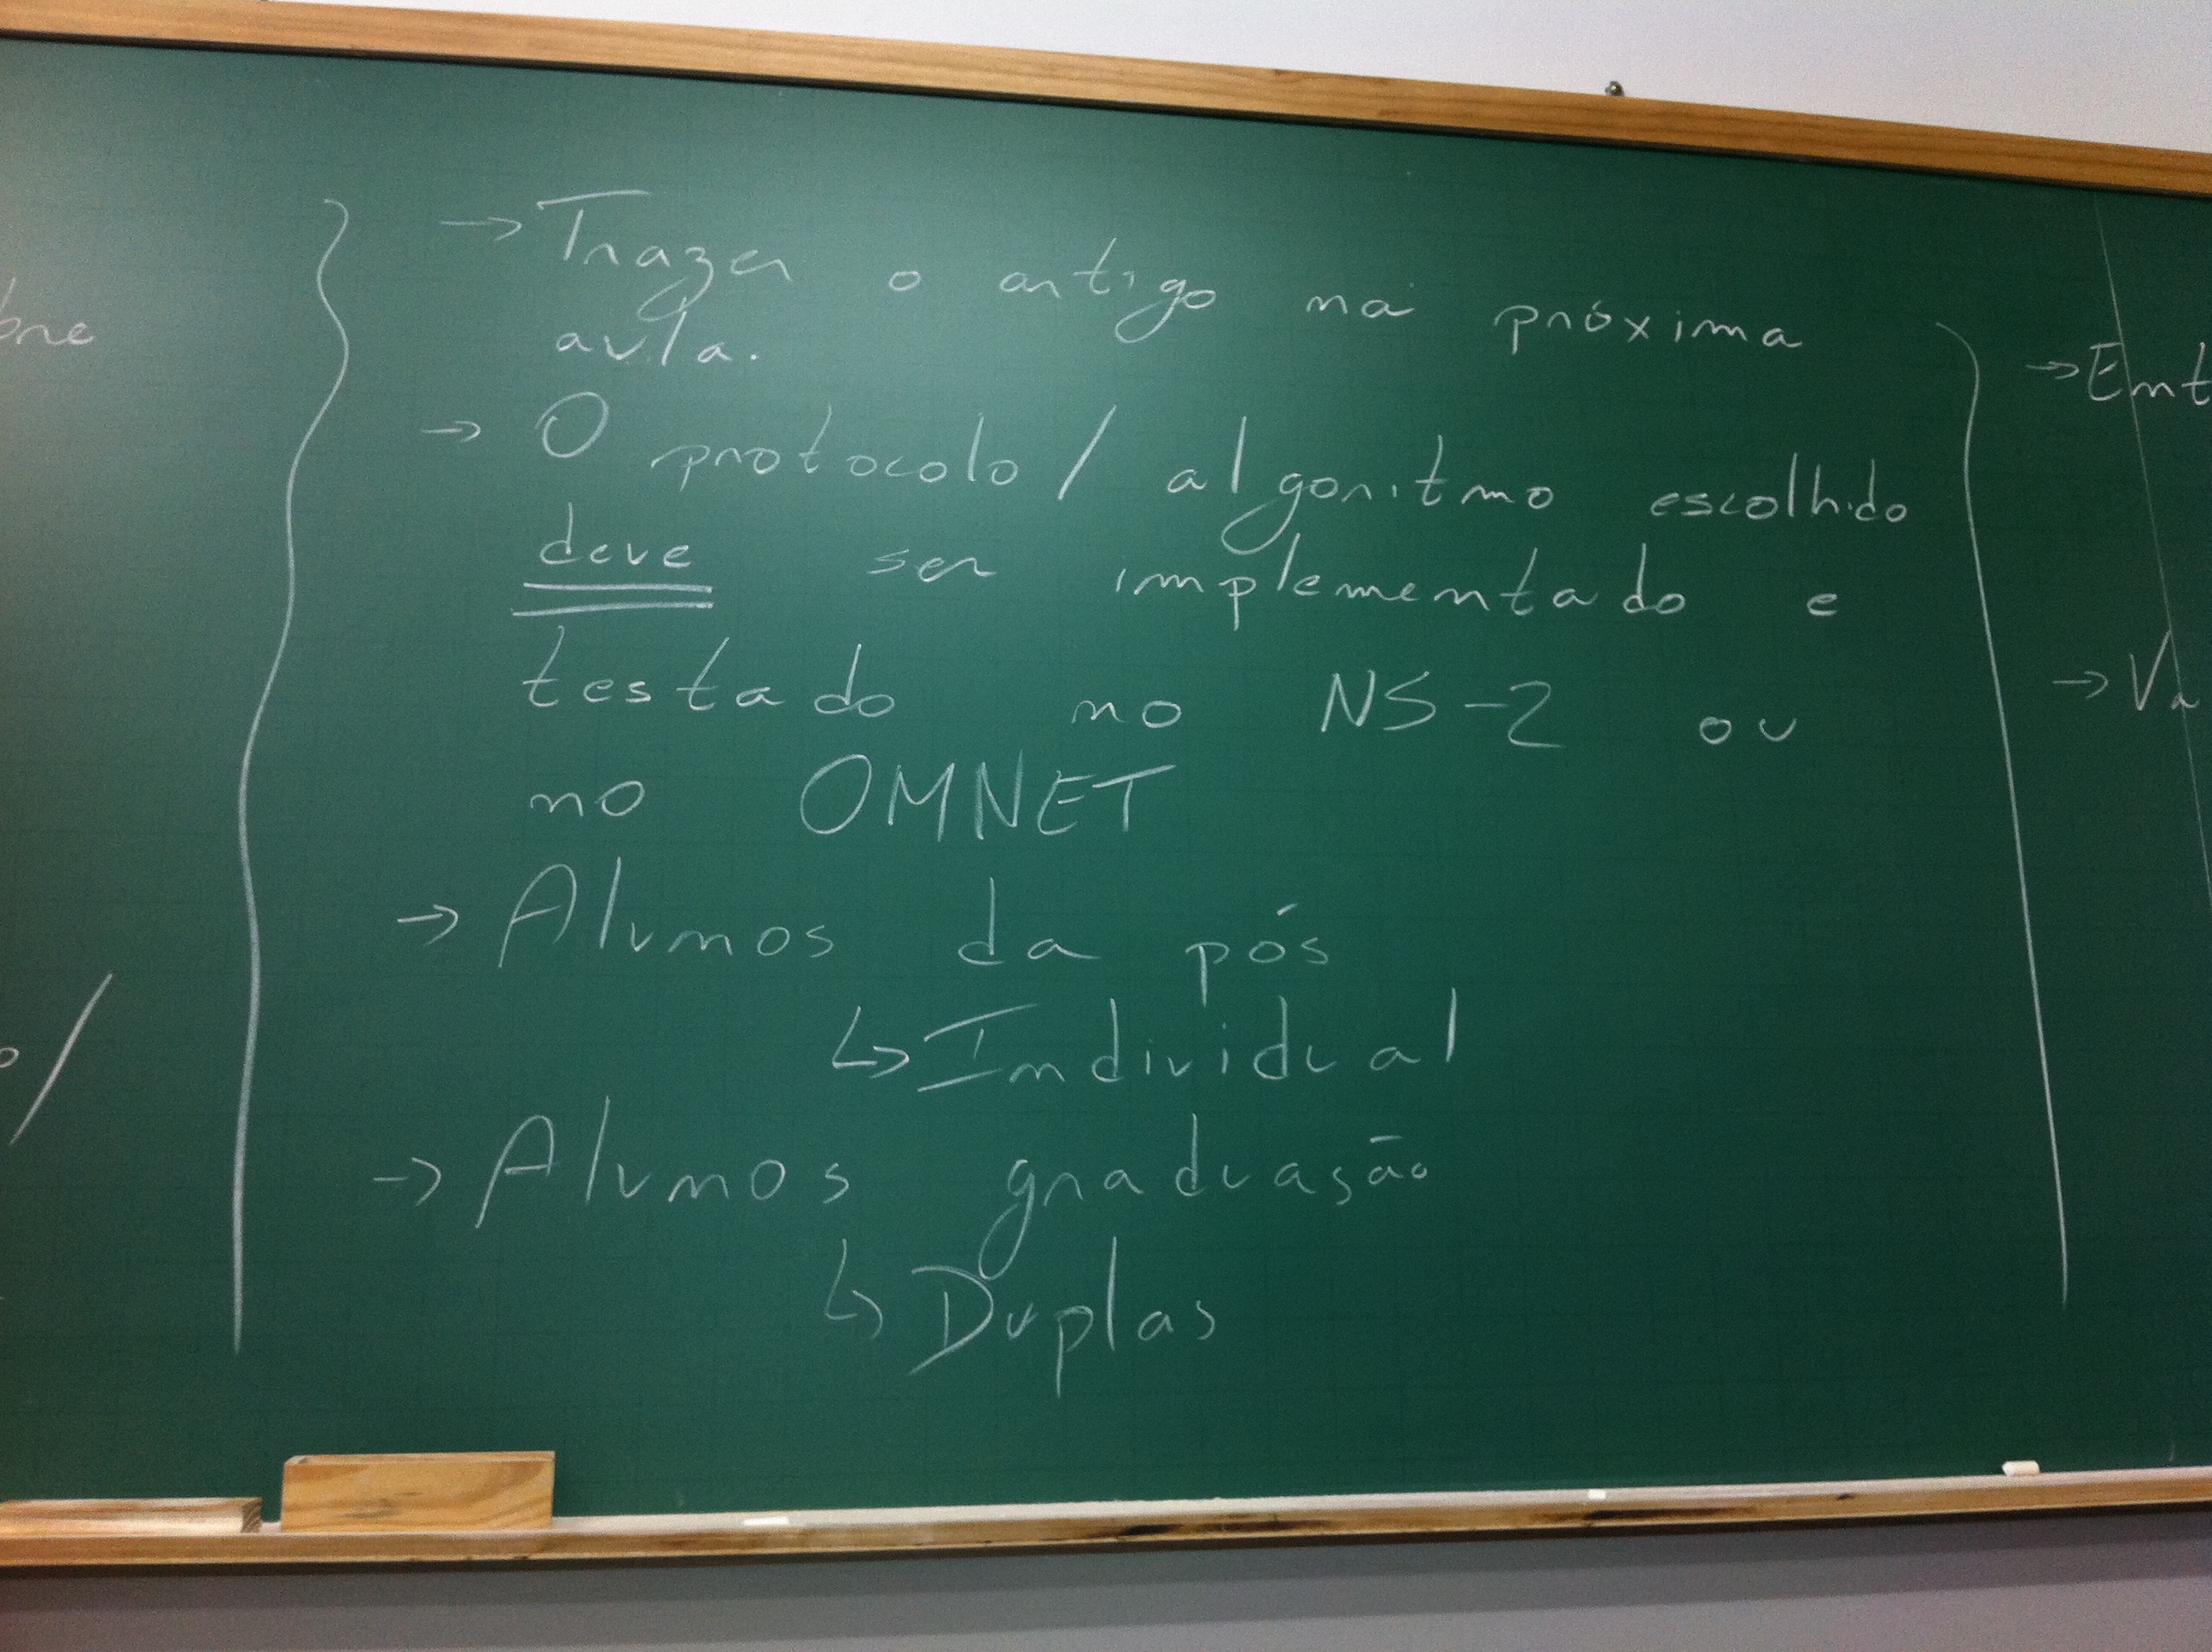 → Trazer o artigo na próxima
aula.
→ O protocolo / algoritmo escolhido
deve ser implementado e
testado no NS-2 ou
no OMNET
→ Alunos da pós
↳ Individual
→ Alunos graduação
↳ Duplas
→ Ent
→ Va